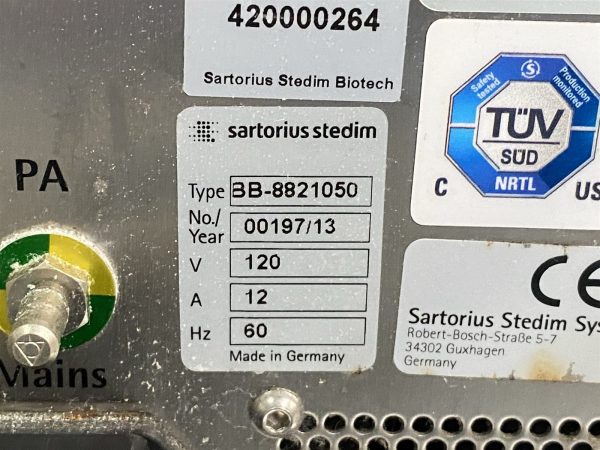 420000264
Sartorius Stedim Biotech
sartorius stedim
Type BB-8821050
No./Year 00197/13
V 120
A 12
Hz 60
Made in Germany
PA
Mains
Safety tested
Production monitored
TÜV
SÜD
NRTL
C US
CE
Sartorius Stedim Sys
Robert-Bosch-Straße 5-7
34302 Guxhagen
Germany